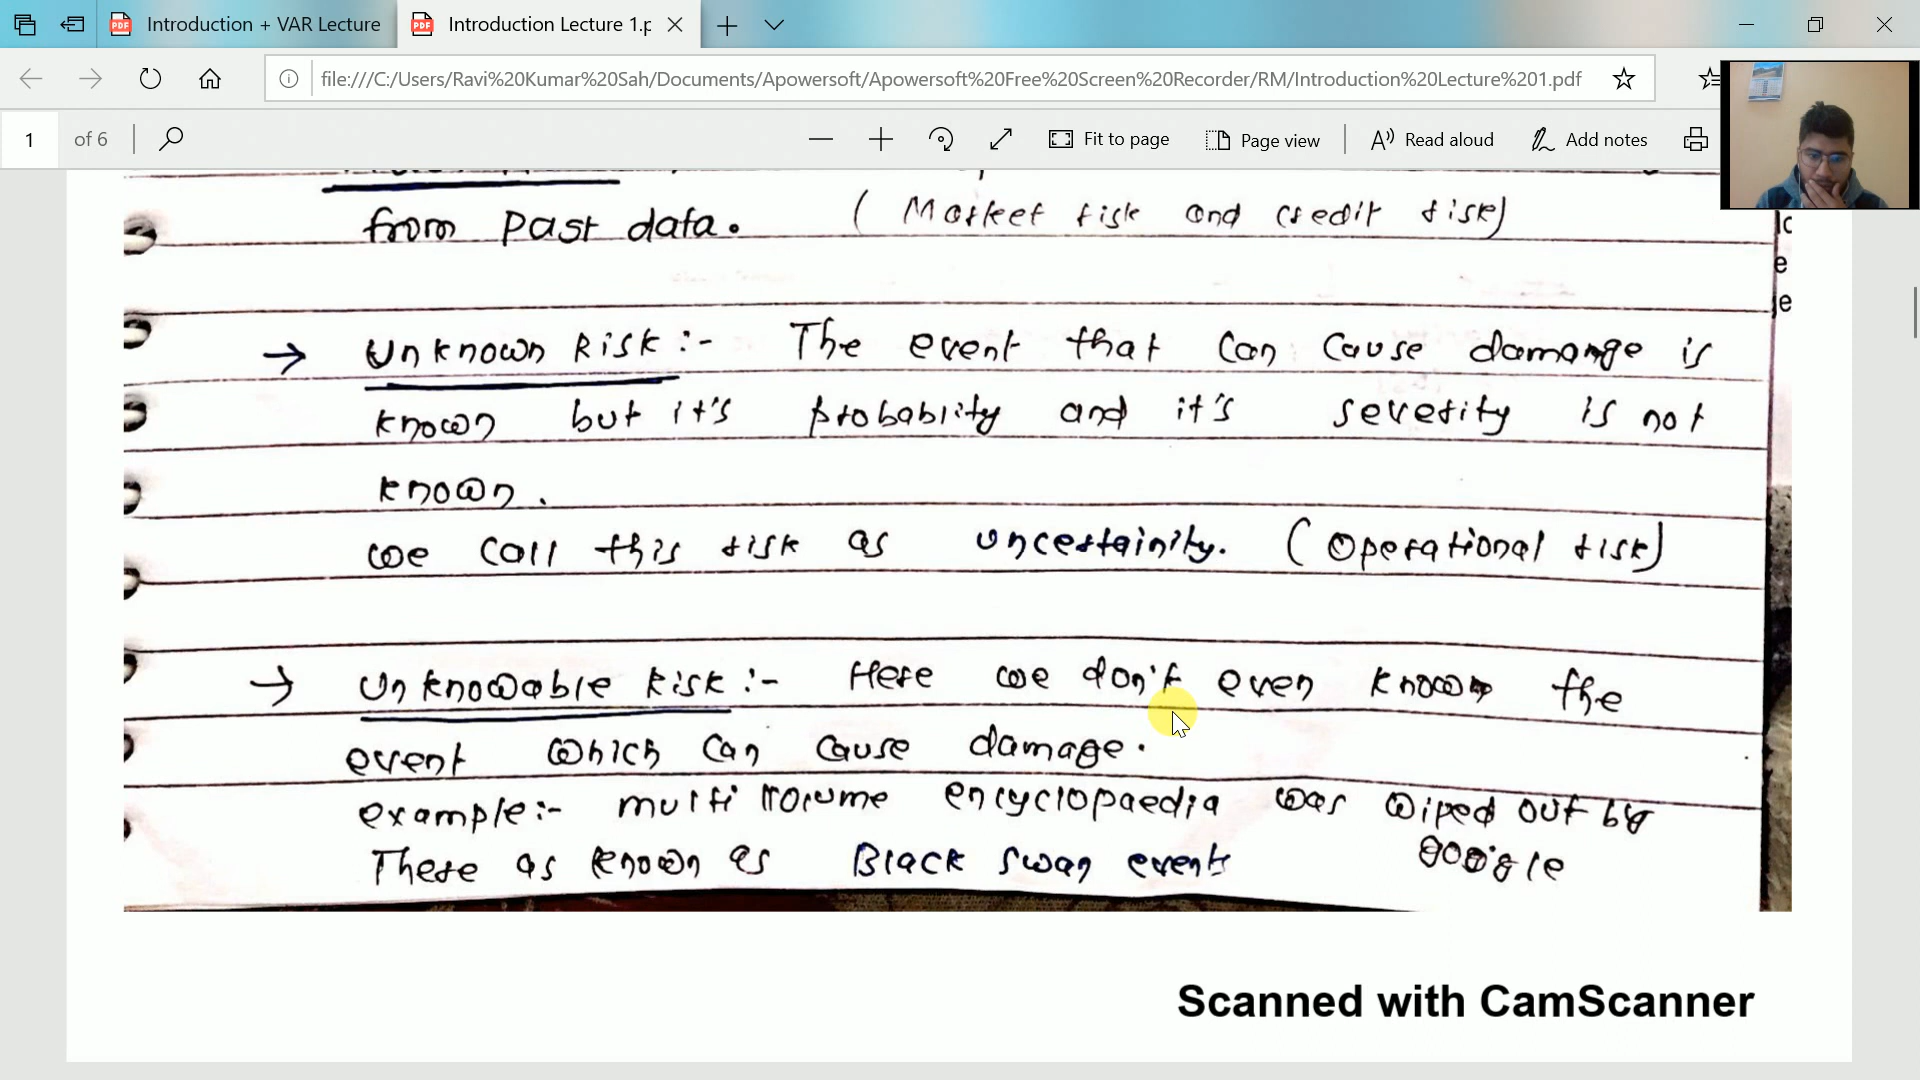 Introduction + VAR Lecture
Introduction Lecture 1.p
file:///C:/Users/Ravi%20Kumar%20Sah/Documents/Apowersoft/Apowersoft%20Free%20Screen%20Recorder/RM/Introduction%20Lecture%201.pdf
1 of 6
Fit to page
Page view
Read aloud
Add notes
from past data. ( Market risk and credit risk)
→ Unknown Risk :- The event that can cause damange is
known but it's probability and it's severity is not
known.
we call this risk as uncertainity. ( Operational risk)
→ Unknowable Risk :- Here we don't even known the
event which can cause damage.
example:- multi volume encyclopaedia was wiped out by
google
These as known as Black swan events
Scanned with CamScanner